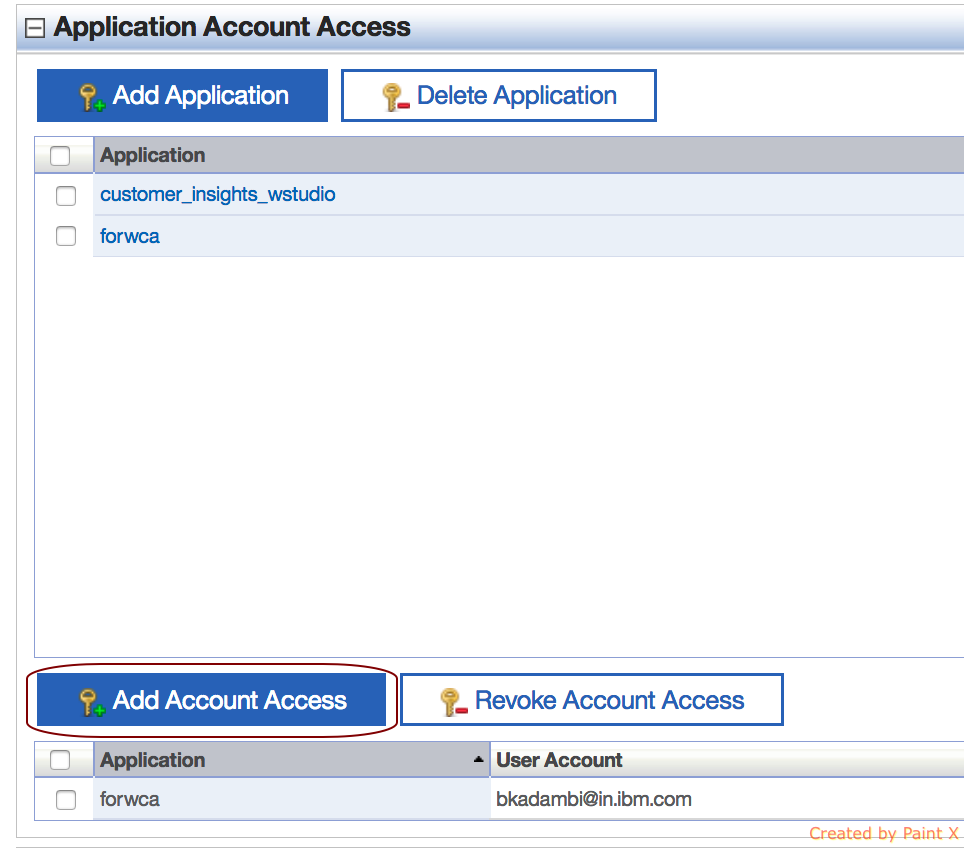 Application Account Access
Add Application Delete Application
Application
customer_insights_wstudio
forwca
Add Account Access Revoke Account Access
Application User Account
forwca bkadambi@in.ibm.com
Created by Paint X